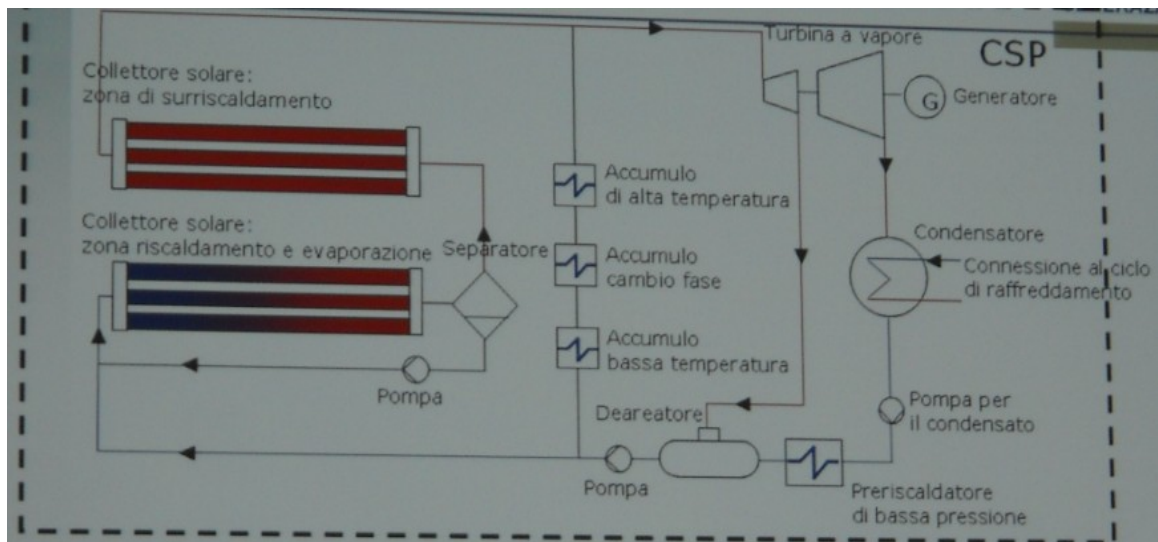 Turbina a vapore
CSP
Collettore solare:
zona di surriscaldamento
G
Generatore
Accumulo
di alta temperatura
Collettore solare:
zona riscaldamento e evaporazione
Separatore
Condensatore
Accumulo
cambio fase
Connessione al ciclo
di raffreddamento
Accumulo
bassa temperatura
Pompa
Deareatore
Pompa per
il condensato
Pompa
Preriscaldatore
di bassa pressione